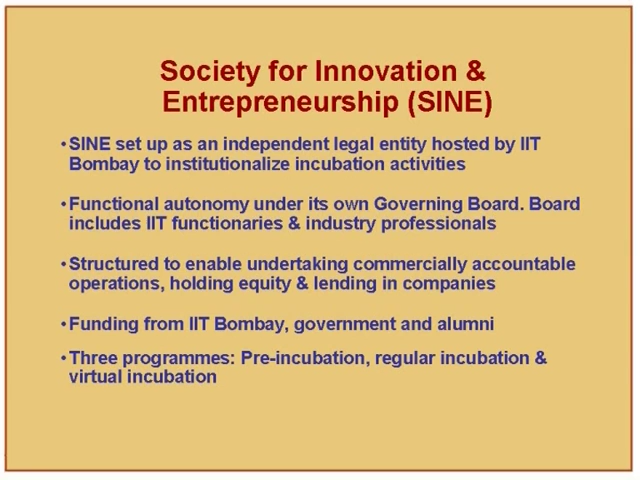 Society for Innovation &
Entrepreneurship (SINE)
•SINE set up as an independent legal entity hosted by IIT
Bombay to institutionalize incubation activities
•Functional autonomy under its own Governing Board. Board
includes IIT functionaries & industry professionals
•Structured to enable undertaking commercially accountable
operations, holding equity & lending in companies
•Funding from IIT Bombay, government and alumni
•Three programmes: Pre-incubation, regular incubation &
virtual incubation